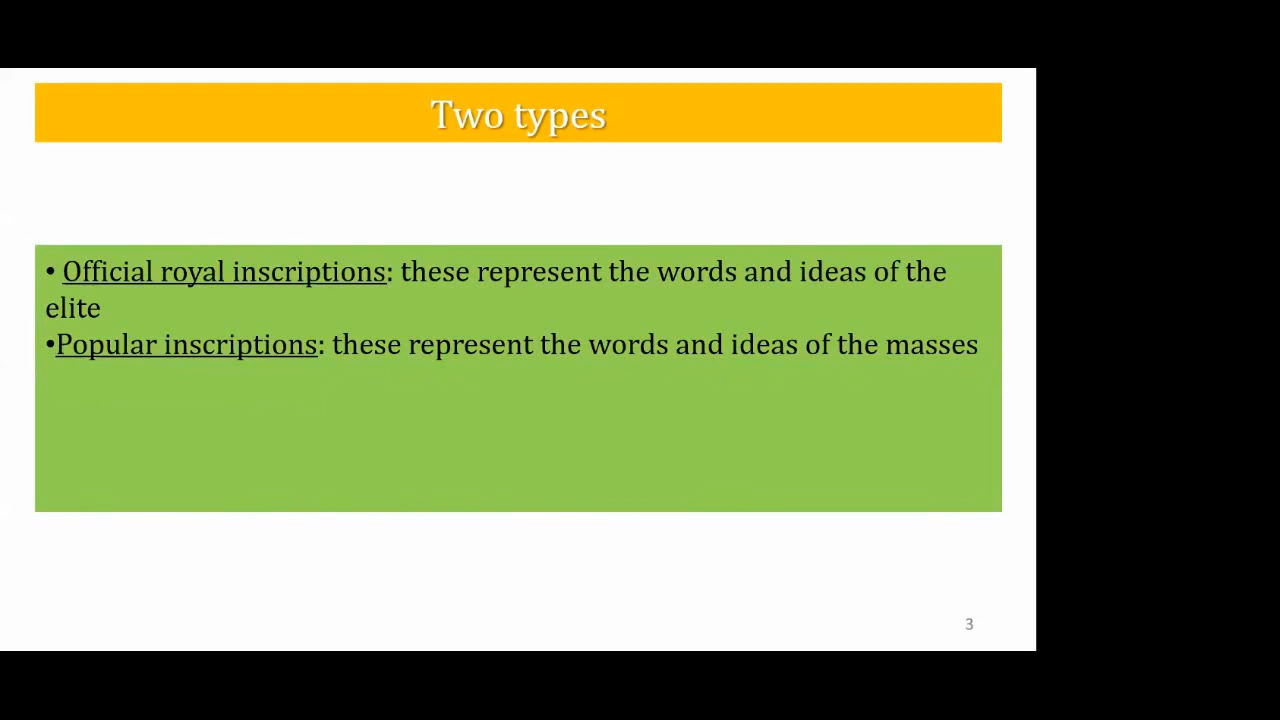 Two types
• Official royal inscriptions: these represent the words and ideas of the
elite
•Popular inscriptions: these represent the words and ideas of the masses
3